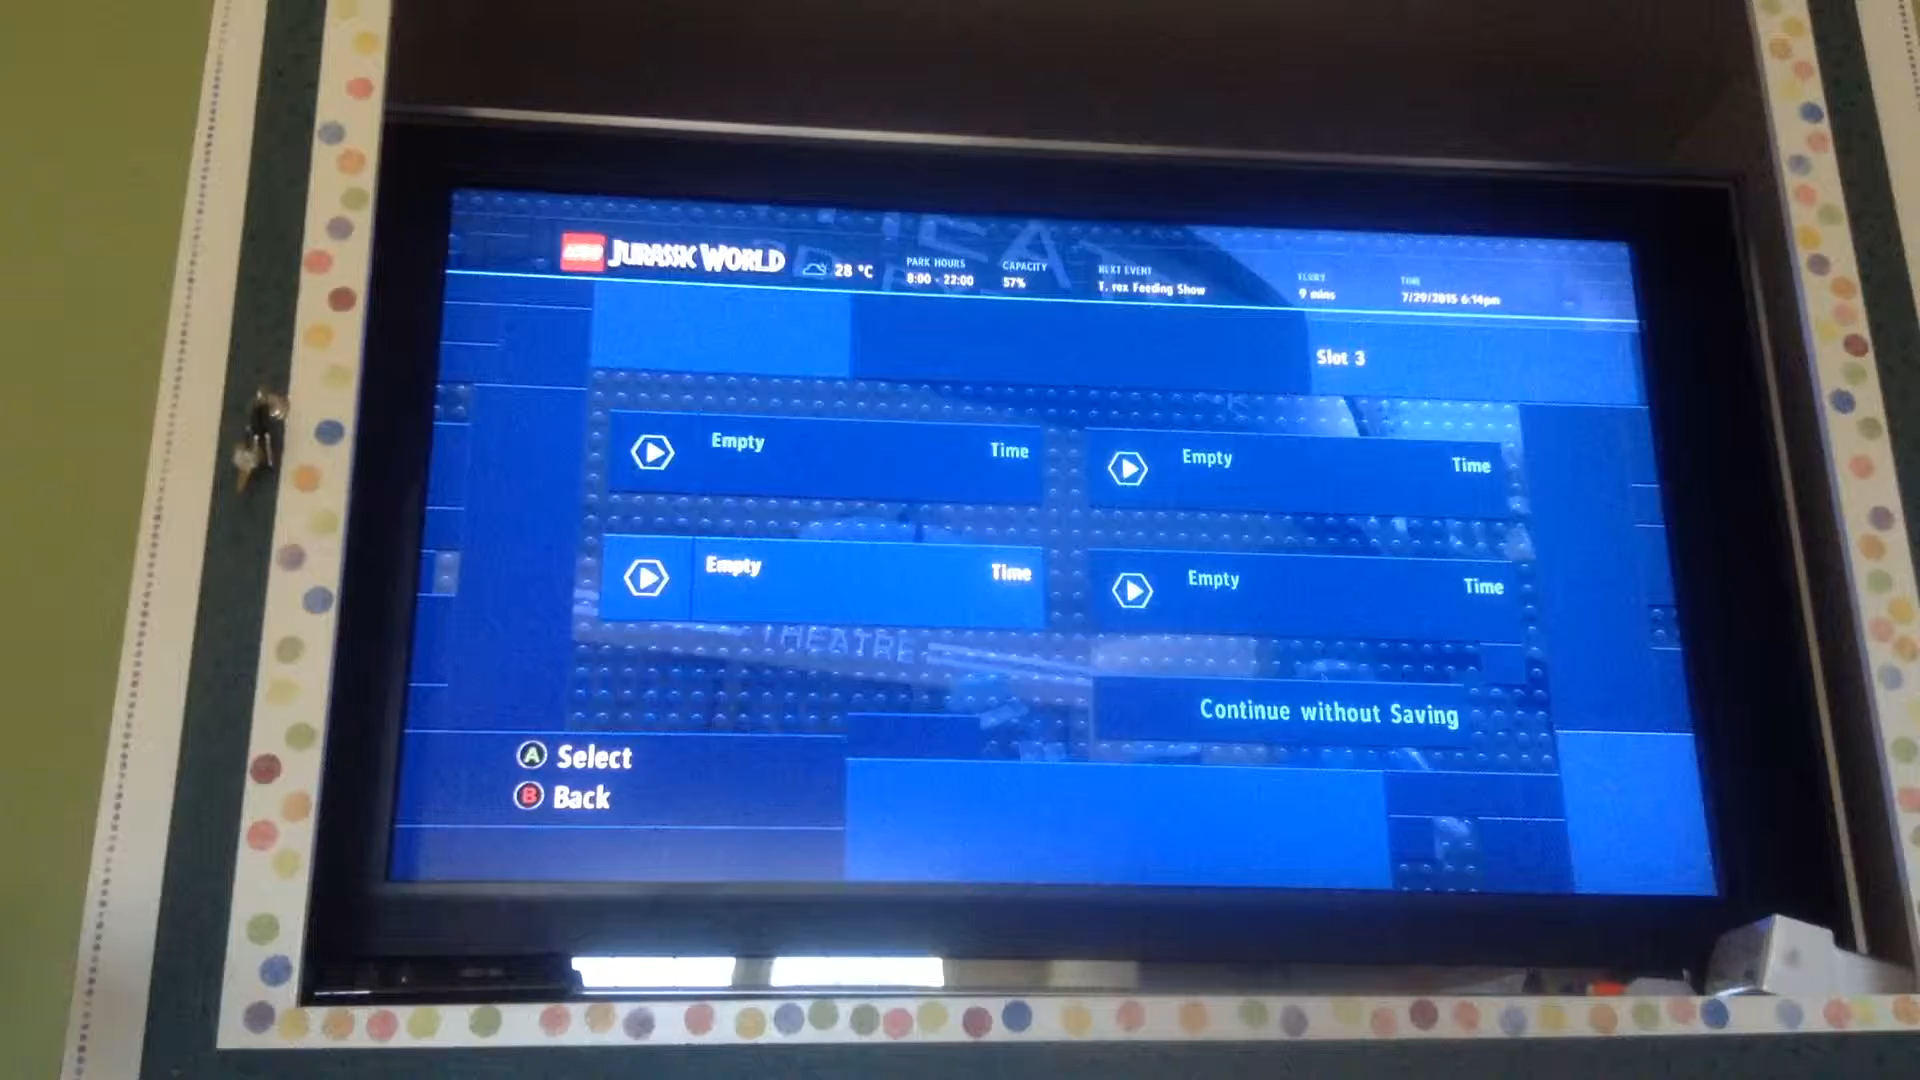 LEGO JURASSIC WORLD
28 °C
PARK HOURS
8:00 - 22:00
CAPACITY
57%
NEXT EVENT
T. rex Feeding Show
9 mins
TIME
7/29/2015 6:14pm
Slot 3
Empty Time
Empty Time
Empty Time
Empty Time
THEATRE
Continue without Saving
A Select
B Back